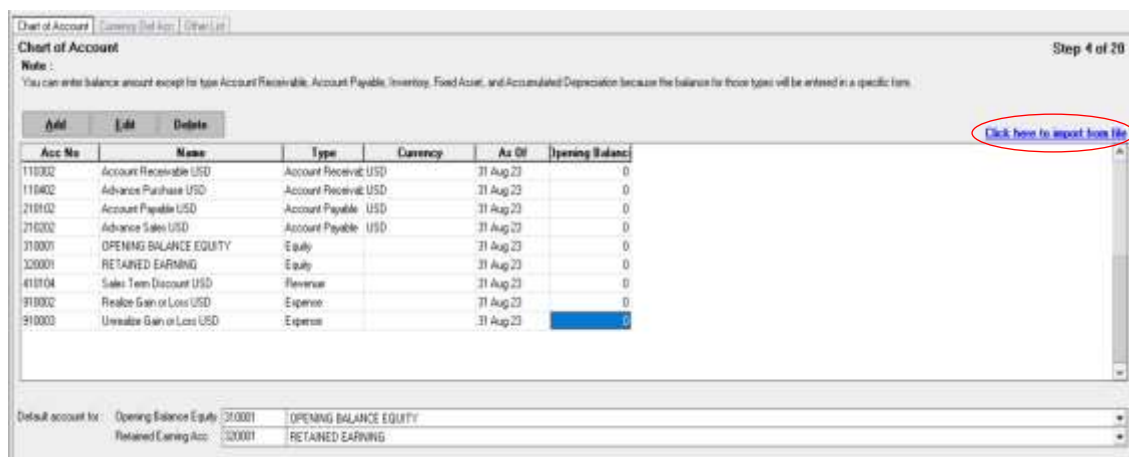 Chart of Account Currency Def Acc Other List
Chart of Account Step 4 of 20
Note :
You can enter balance amount except for type Account Receivable, Account Payable, Inventory, Fixed Asset, and Accumulated Depreciation because the balance for those types will be entered in a specific form.
Add Edit Delete
Click here to import from file
Acc No Name Type Currency As Of Opening Balanc
110302 Account Receivable USD Account Receivab USD 31 Aug 23 0
110402 Advance Purchase USD Account Receivab USD 31 Aug 23 0
210102 Account Payable USD Account Payable USD 31 Aug 23 0
210202 Advance Sales USD Account Payable USD 31 Aug 23 0
310001 OPENING BALANCE EQUITY Equity 31 Aug 23 0
320001 RETAINED EARNING Equity 31 Aug 23 0
410104 Sales Term Discount USD Revenue 31 Aug 23 0
910002 Realize Gain or Loss USD Expense 31 Aug 23 0
910003 Unrealize Gain or Loss USD Expense 31 Aug 23 0
Default account for: Opening Balance Equity 310001 OPENING BALANCE EQUITY
Retained Earning Acc 320001 RETAINED EARNING